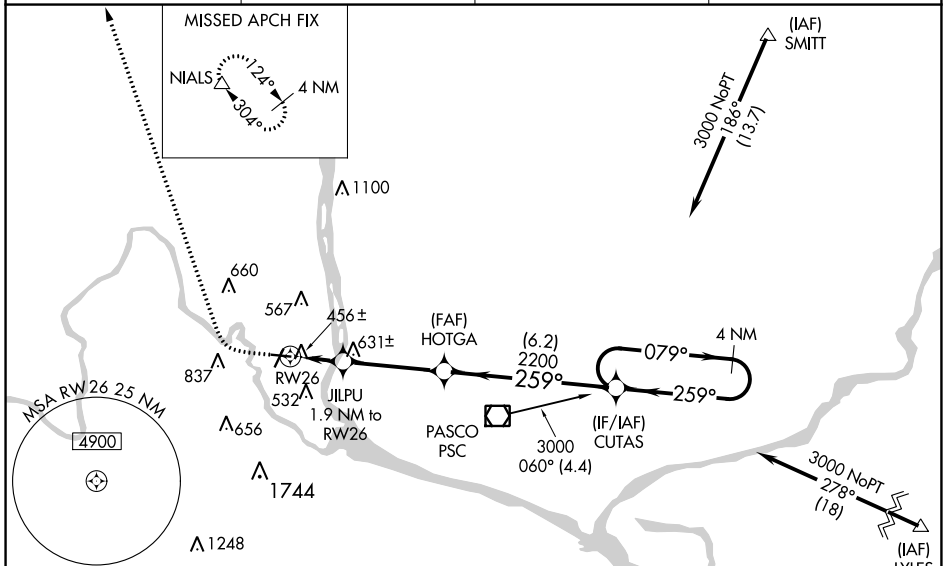 MISSED APCH FIX
NIALS
124°
4 NM
304°
(IAF)
SMITT
3000 NoPT
186°
(13.7)
1100
660
567
456±
631±
(FAF)
HOTGA
(6.2)
2200
259°
4 NM
079°
259°
837
RW26
532
JILPU
1.9 NM to
RW26
PASCO
PSC
3000
060° (4.4)
(IF/IAF)
CUTAS
MSA RW26 25 NM
4900
656
1744
1248
3000 NoPT
278°
(18)
(IAF)